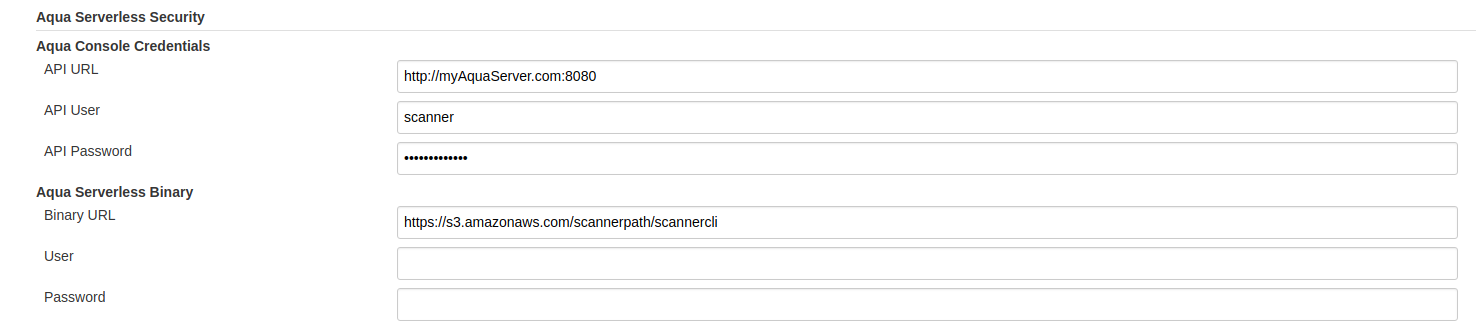 Aqua Serverless Security
Aqua Console Credentials
API URL
http://myAquaServer.com:8080
API User
scanner
API Password
•••••••••••••
Aqua Serverless Binary
Binary URL
https://s3.amazonaws.com/scannerpath/scannercli
User
Password